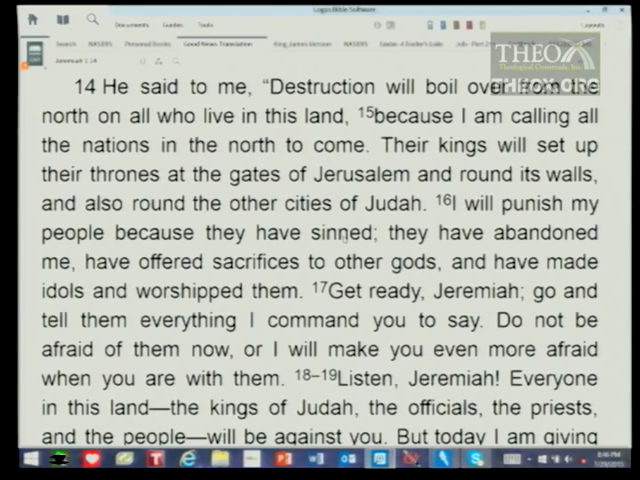 Logos Bible Software
Documents Guides Tools
Layouts
Search NASB95 Personal Books Good News Translation King James Version NASB95
Jeremiah 1:14
THEOX
THEOX.ORG
14 He said to me, “Destruction will boil over from the
north on all who live in this land, 15because I am calling all
the nations in the north to come. Their kings will set up
their thrones at the gates of Jerusalem and round its walls,
and also round the other cities of Judah. 16I will punish my
people because they have sinned; they have abandoned
me, have offered sacrifices to other gods, and have made
idols and worshipped them. 17Get ready, Jeremiah; go and
tell them everything I command you to say. Do not be
afraid of them now, or I will make you even more afraid
when you are with them. 18–19Listen, Jeremiah! Everyone
in this land—the kings of Judah, the officials, the priests,
and the people—will be against you. But today I am giving
8:46 PM